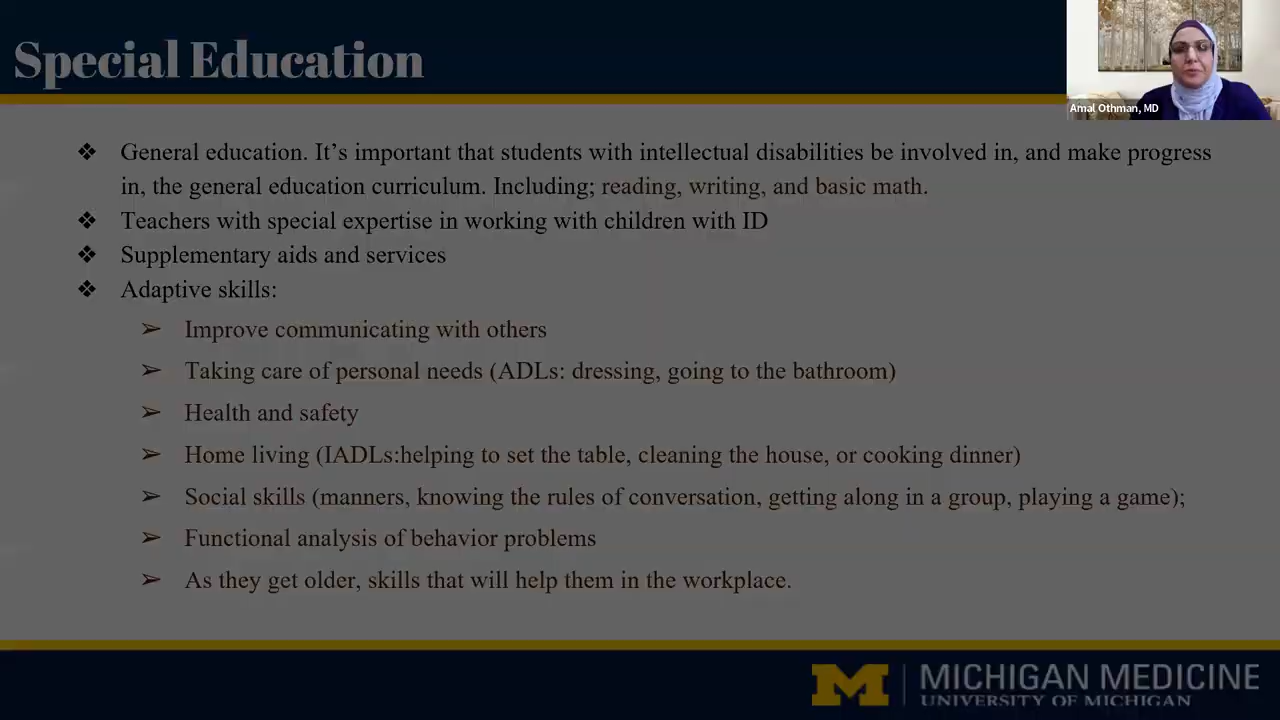 Special Education
Amal Othman, MD
❖ General education. It’s important that students with intellectual disabilities be involved in, and make progress
in, the general education curriculum. Including; reading, writing, and basic math.
❖ Teachers with special expertise in working with children with ID
❖ Supplementary aids and services
❖ Adaptive skills:
➢ Improve communicating with others
➢ Taking care of personal needs (ADLs: dressing, going to the bathroom)
➢ Health and safety
➢ Home living (IADLs:helping to set the table, cleaning the house, or cooking dinner)
➢ Social skills (manners, knowing the rules of conversation, getting along in a group, playing a game);
➢ Functional analysis of behavior problems
➢ As they get older, skills that will help them in the workplace.
M MICHIGAN MEDICINE
UNIVERSITY OF MICHIGAN